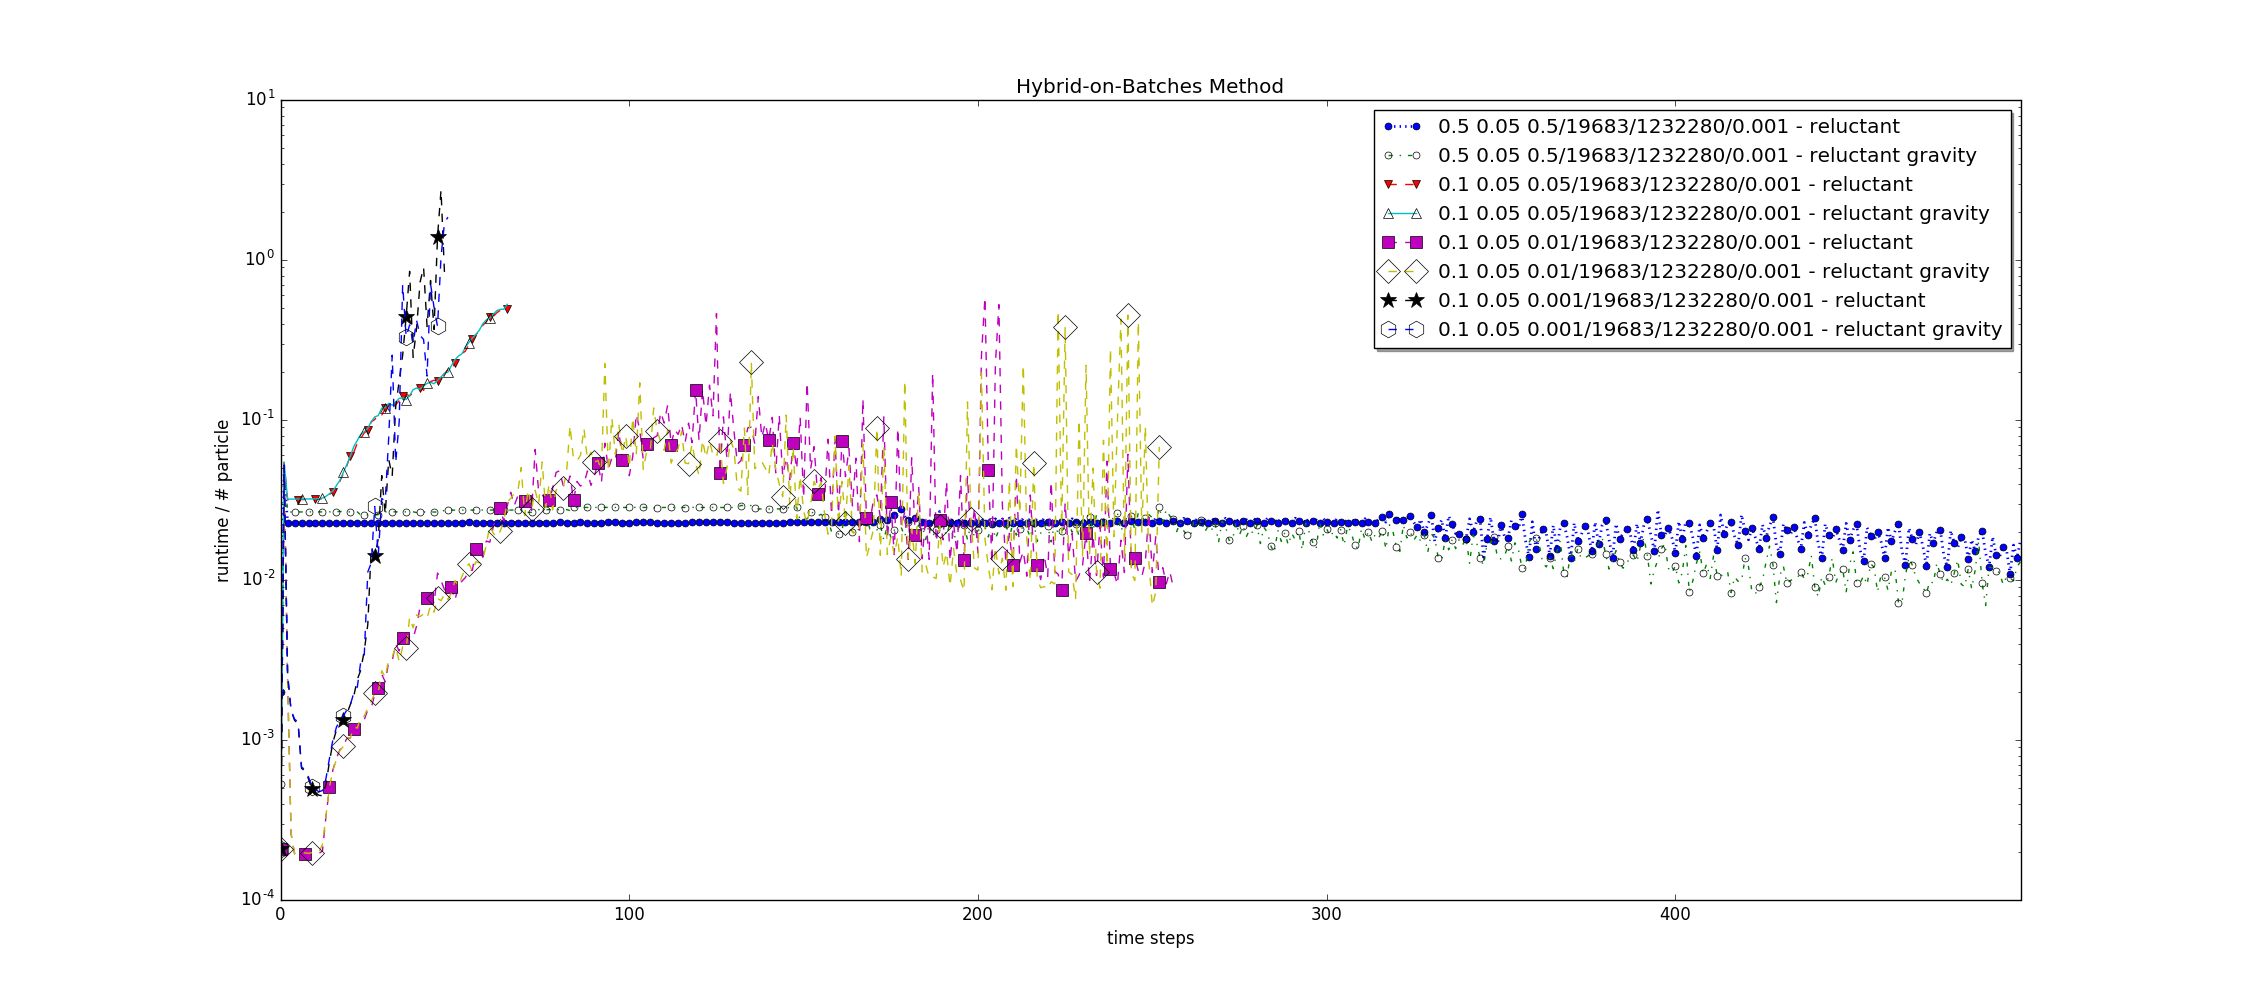 Hybrid-on-Batches Method
10^1
10^0
10^-1
10^-2
10^-3
10^-4
runtime / # particle
0 100 200 300 400
time steps
0.5 0.05 0.5/19683/1232280/0.001 - reluctant
0.5 0.05 0.5/19683/1232280/0.001 - reluctant gravity
0.1 0.05 0.05/19683/1232280/0.001 - reluctant
0.1 0.05 0.05/19683/1232280/0.001 - reluctant gravity
0.1 0.05 0.01/19683/1232280/0.001 - reluctant
0.1 0.05 0.01/19683/1232280/0.001 - reluctant gravity
0.1 0.05 0.001/19683/1232280/0.001 - reluctant
0.1 0.05 0.001/19683/1232280/0.001 - reluctant gravity